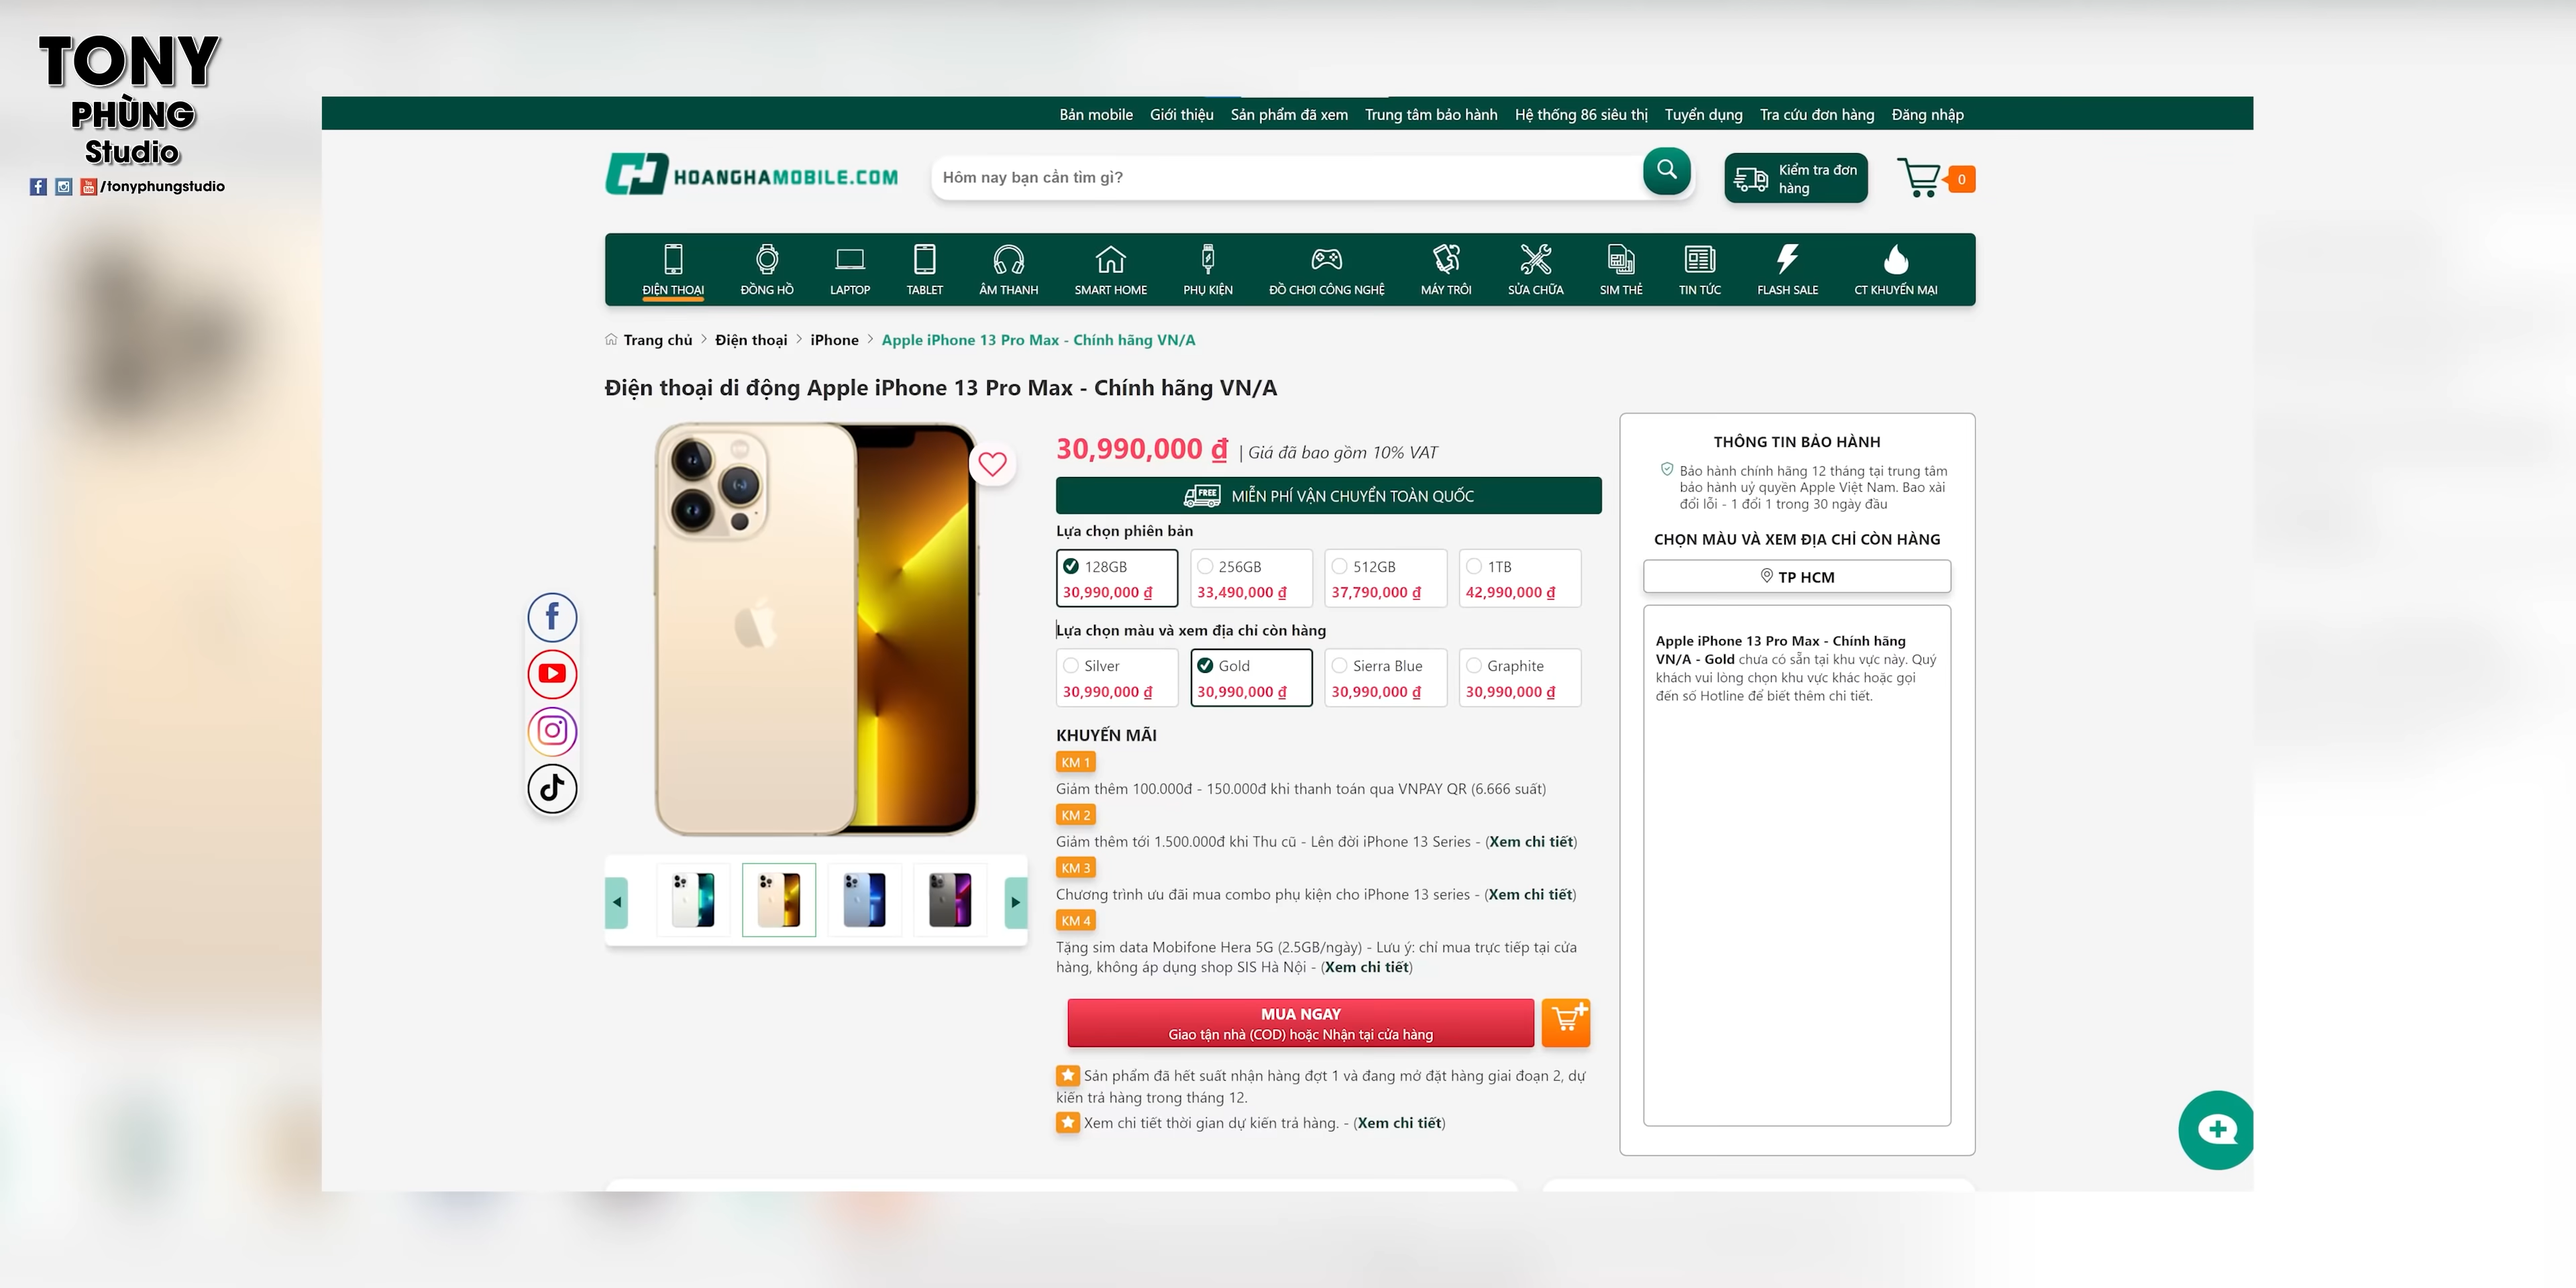 TONY
PHÙNG
Studio
/tonyphungstudio
Bản mobile Giới thiệu Sản phẩm đã xem Trung tâm bảo hành Hệ thống 86 siêu thị Tuyển dụng Tra cứu đơn hàng Đăng nhập
HOANGHAMOBILE.COM
Hôm nay bạn cần tìm gì?
Kiểm tra đơn
hàng
0
ĐIỆN THOẠI ĐỒNG HỒ LAPTOP TABLET ÂM THANH SMART HOME PHỤ KIỆN ĐỒ CHƠI CÔNG NGHỆ MÁY TRÔI SỬA CHỮA SIM THẺ TIN TỨC FLASH SALE CT KHUYẾN MẠI
Trang chủ > Điện thoại > iPhone > Apple iPhone 13 Pro Max - Chính hãng VN/A
Điện thoại di động Apple iPhone 13 Pro Max - Chính hãng VN/A
30,990,000 ₫ | Giá đã bao gồm 10% VAT
FREE MIỄN PHÍ VẬN CHUYỂN TOÀN QUỐC
Lựa chọn phiên bản
128GB 256GB 512GB 1TB
30,990,000 ₫ 33,490,000 ₫ 37,790,000 ₫ 42,990,000 ₫
Lựa chọn màu và xem địa chỉ còn hàng
Silver Gold Sierra Blue Graphite
30,990,000 ₫ 30,990,000 ₫ 30,990,000 ₫ 30,990,000 ₫
KHUYẾN MÃI
KM 1
Giảm thêm 100.000đ - 150.000đ khi thanh toán qua VNPAY QR (6.666 suất)
KM 2
Giảm thêm tới 1.500.000đ khi Thu cũ - Lên đời iPhone 13 Series - (Xem chi tiết)
KM 3
Chương trình ưu đãi mua combo phụ kiện cho iPhone 13 series - (Xem chi tiết)
KM 4
Tặng sim data Mobifone Hera 5G (2.5GB/ngày) - Lưu ý: chỉ mua trực tiếp tại cửa
hàng, không áp dụng shop SIS Hà Nội - (Xem chi tiết)
MUA NGAY
Giao tận nhà (COD) hoặc Nhận tại cửa hàng
Sản phẩm đã hết suất nhận hàng đợt 1 và đang mở đặt hàng giai đoạn 2, dự
kiến trả hàng trong tháng 12.
Xem chi tiết thời gian dự kiến trả hàng. - (Xem chi tiết)
THÔNG TIN BẢO HÀNH
Bảo hành chính hãng 12 tháng tại trung tâm
bảo hành uỷ quyền Apple Việt Nam. Bao xài
đổi lỗi - 1 đổi 1 trong 30 ngày đầu
CHỌN MÀU VÀ XEM ĐỊA CHỈ CÒN HÀNG
TP HCM
Apple iPhone 13 Pro Max - Chính hãng
VN/A - Gold chưa có sẵn tại khu vực này. Quý
khách vui lòng chọn khu vực khác hoặc gọi
đến số Hotline để biết thêm chi tiết.